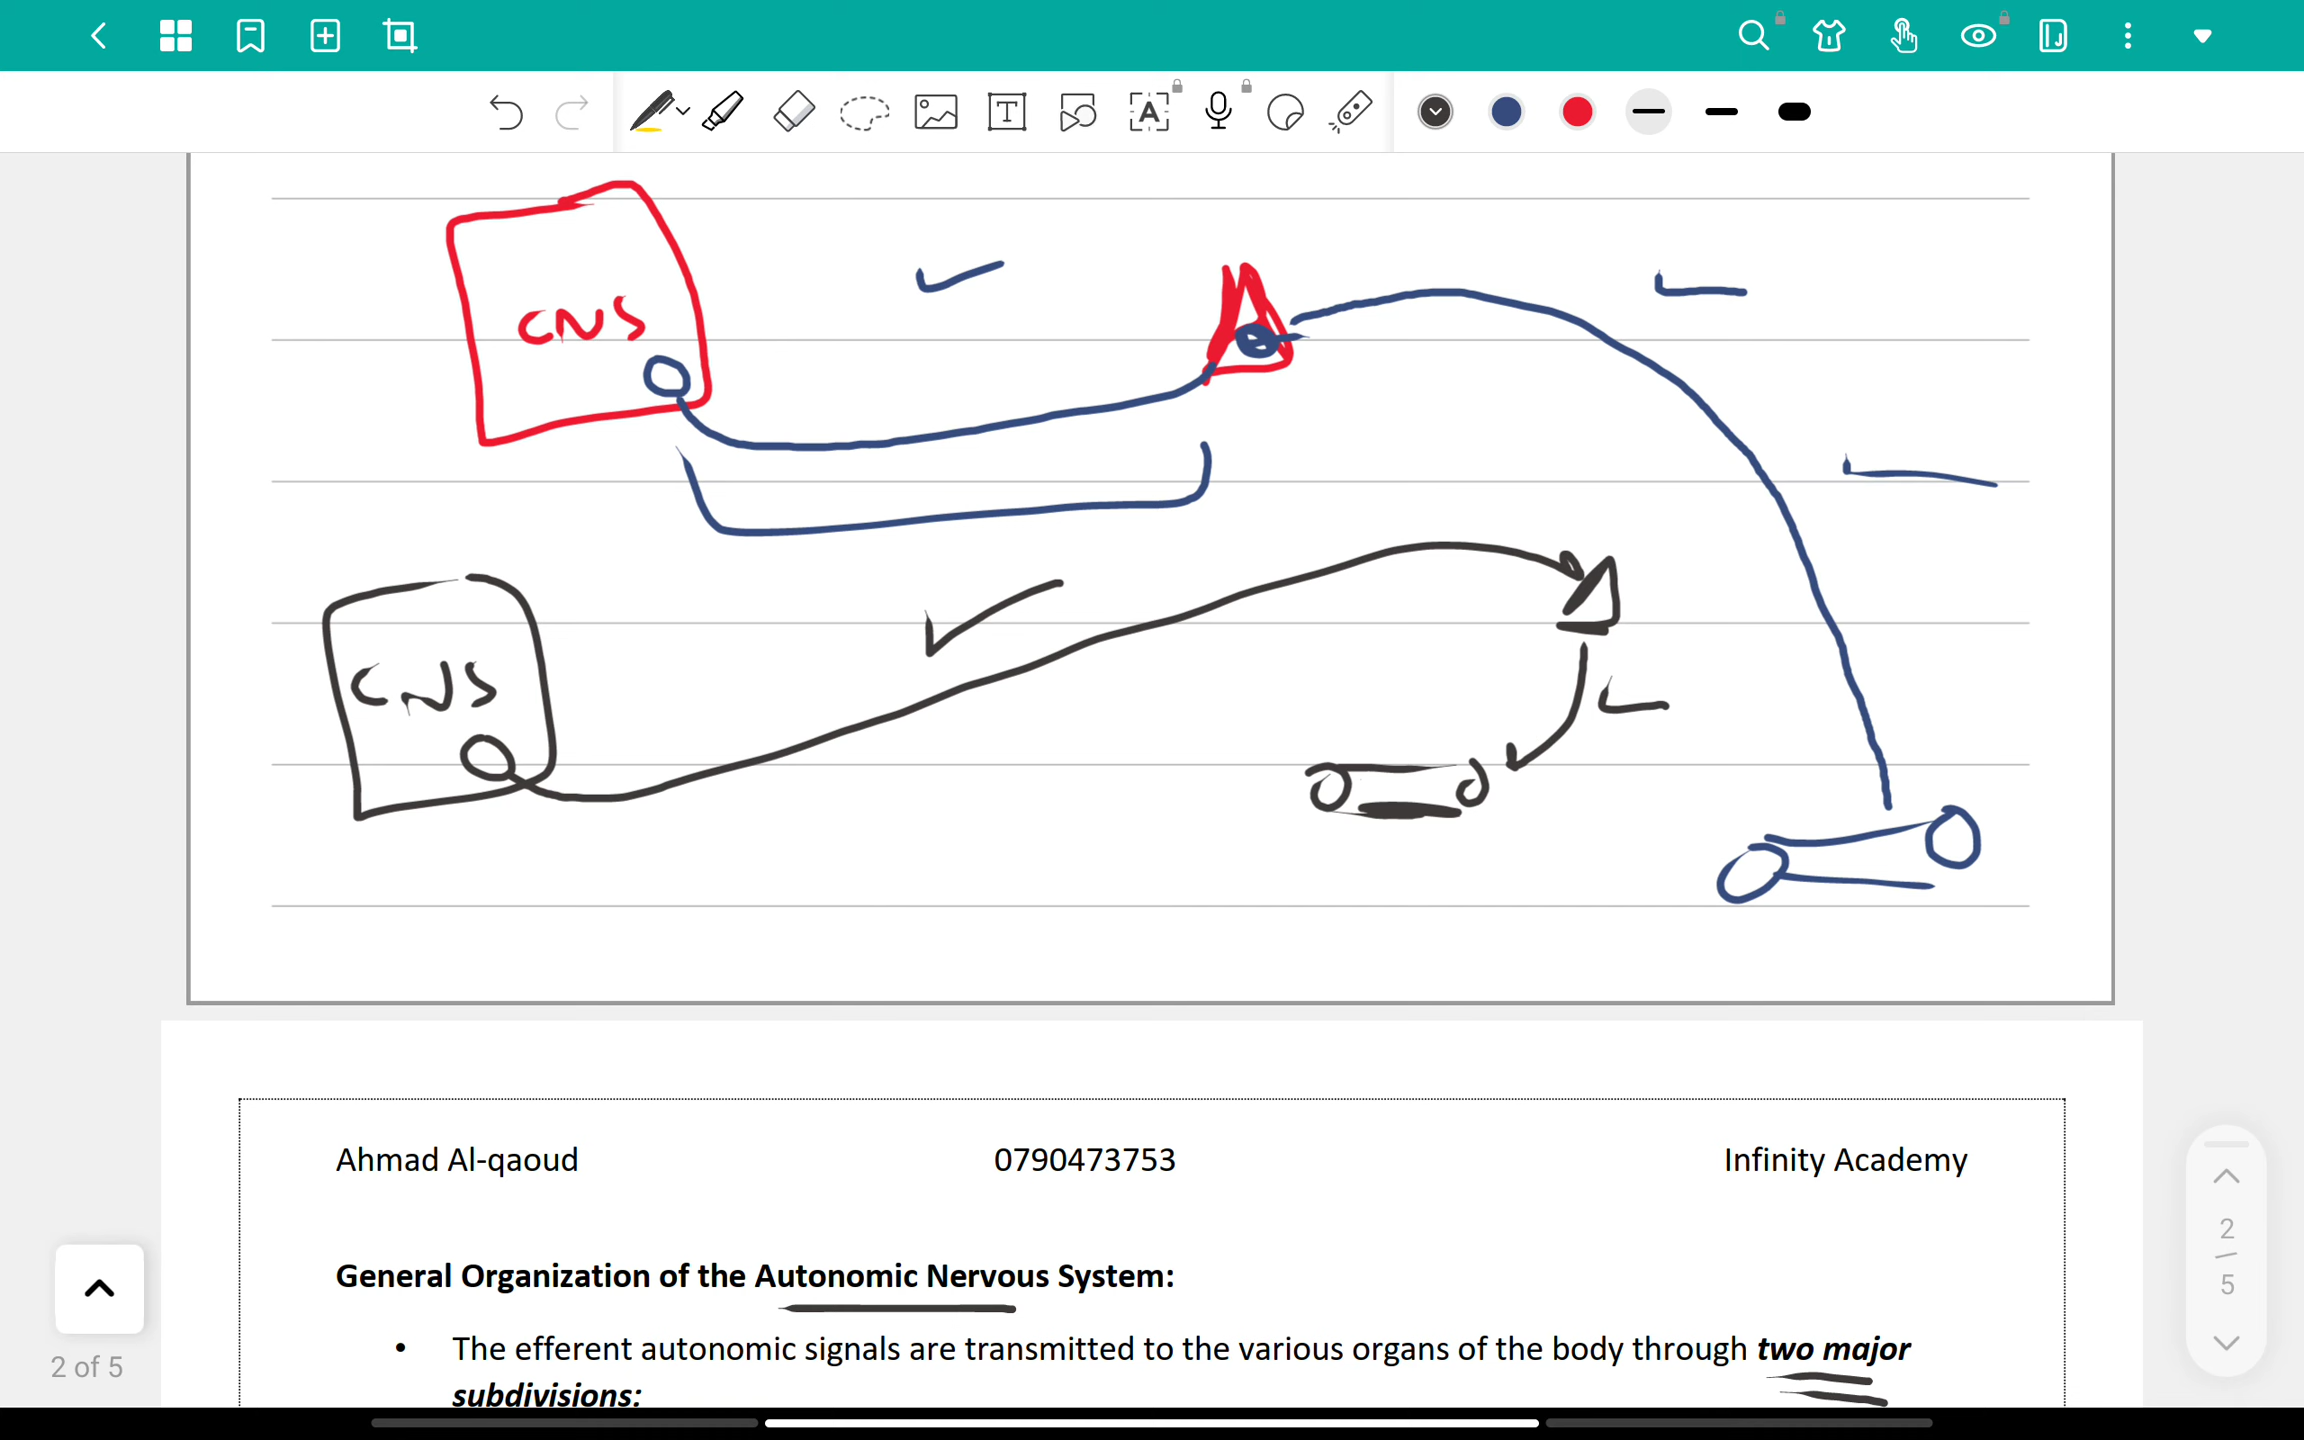 CNS
CNS
Ahmad Al-qaoud 0790473753 Infinity Academy
General Organization of the Autonomic Nervous System:
• The efferent autonomic signals are transmitted to the various organs of the body through two major
subdivisions:
2 of 5
2
/
5